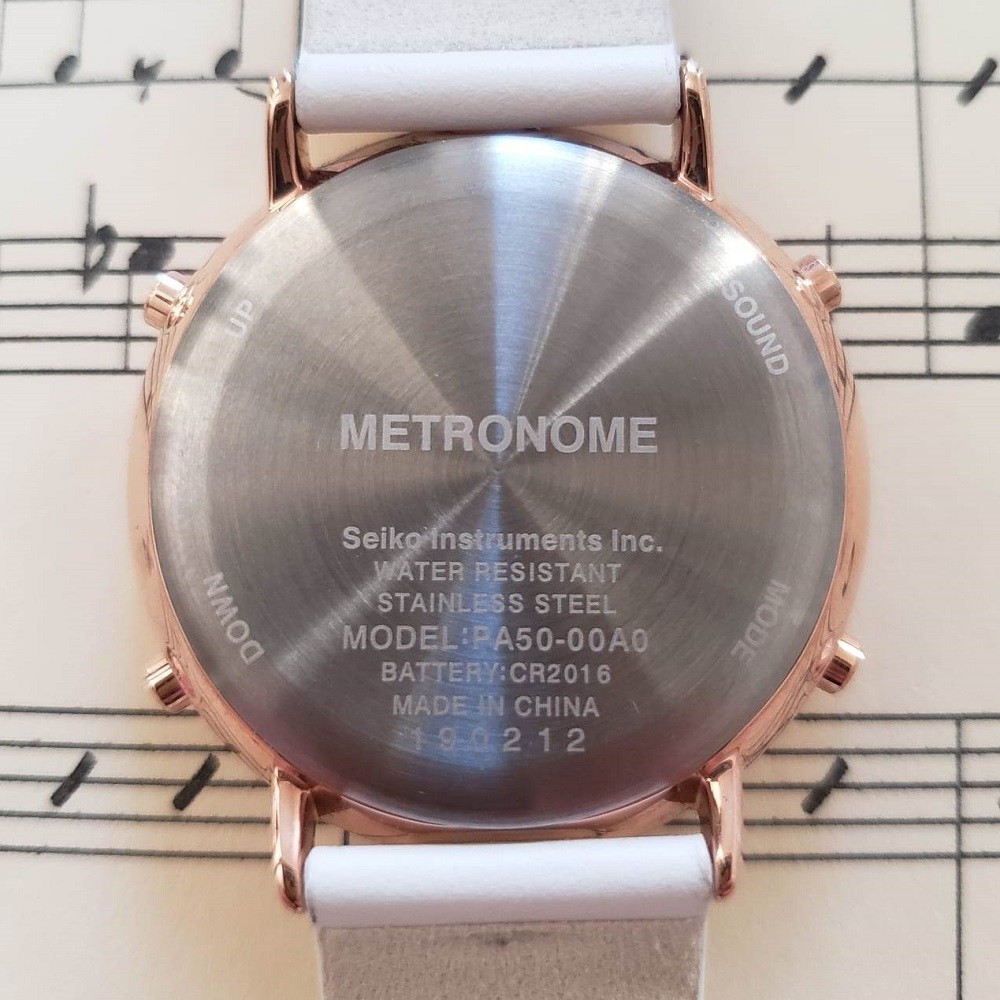 UP
SOUND
METRONOME
Seiko Instruments Inc.
WATER RESISTANT
STAINLESS STEEL
MODEL:PA50-00A0
BATTERY:CR2016
MADE IN CHINA
190212
DOWN
MODE